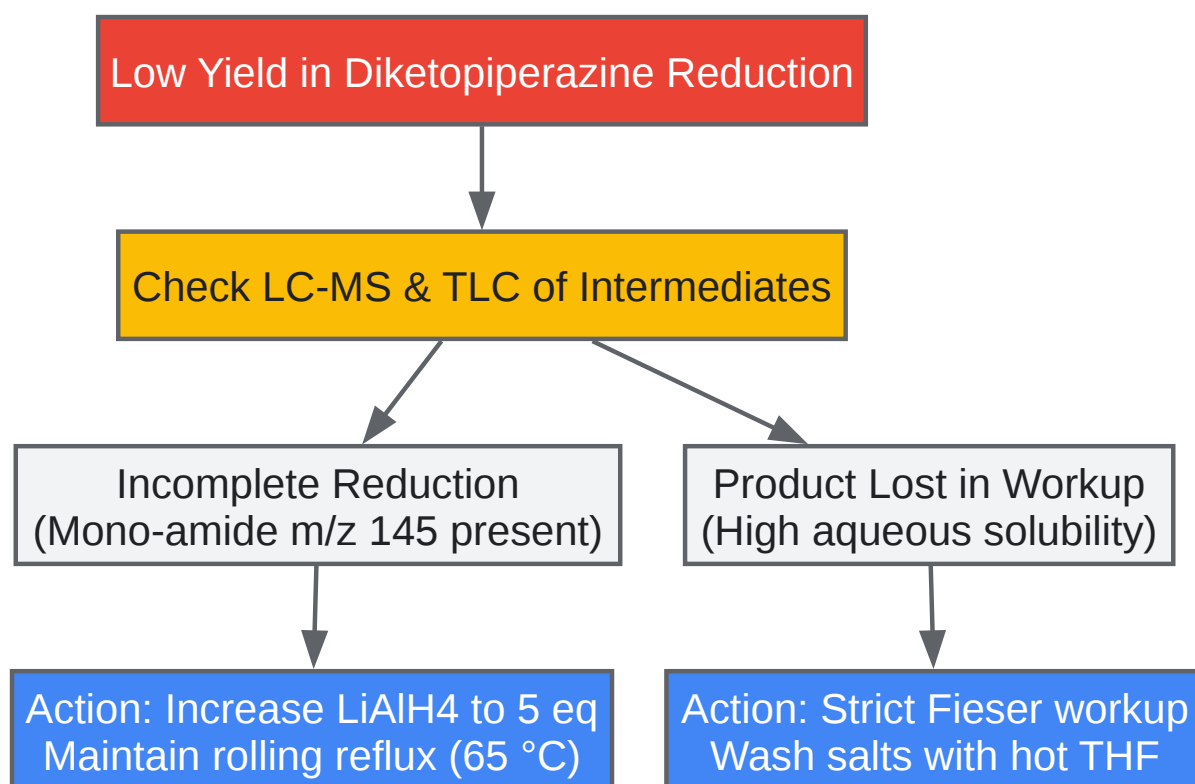 Low Yield in Diketopiperazine Reduction
Check LC-MS & TLC of Intermediates
Incomplete Reduction
(Mono-amide m/z 145 present)
Product Lost in Workup
(High aqueous solubility)
Action: Increase LiAlH4 to 5 eq
Maintain rolling reflux (65 °C)
Action: Strict Fieser workup
Wash salts with hot THF